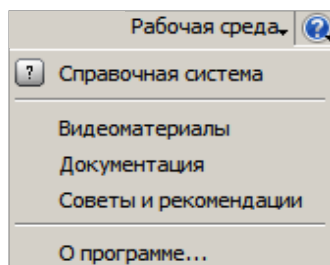 Рабочая среда
Справочная система
Видеоматериалы
Документация
Советы и рекомендации
О программе...